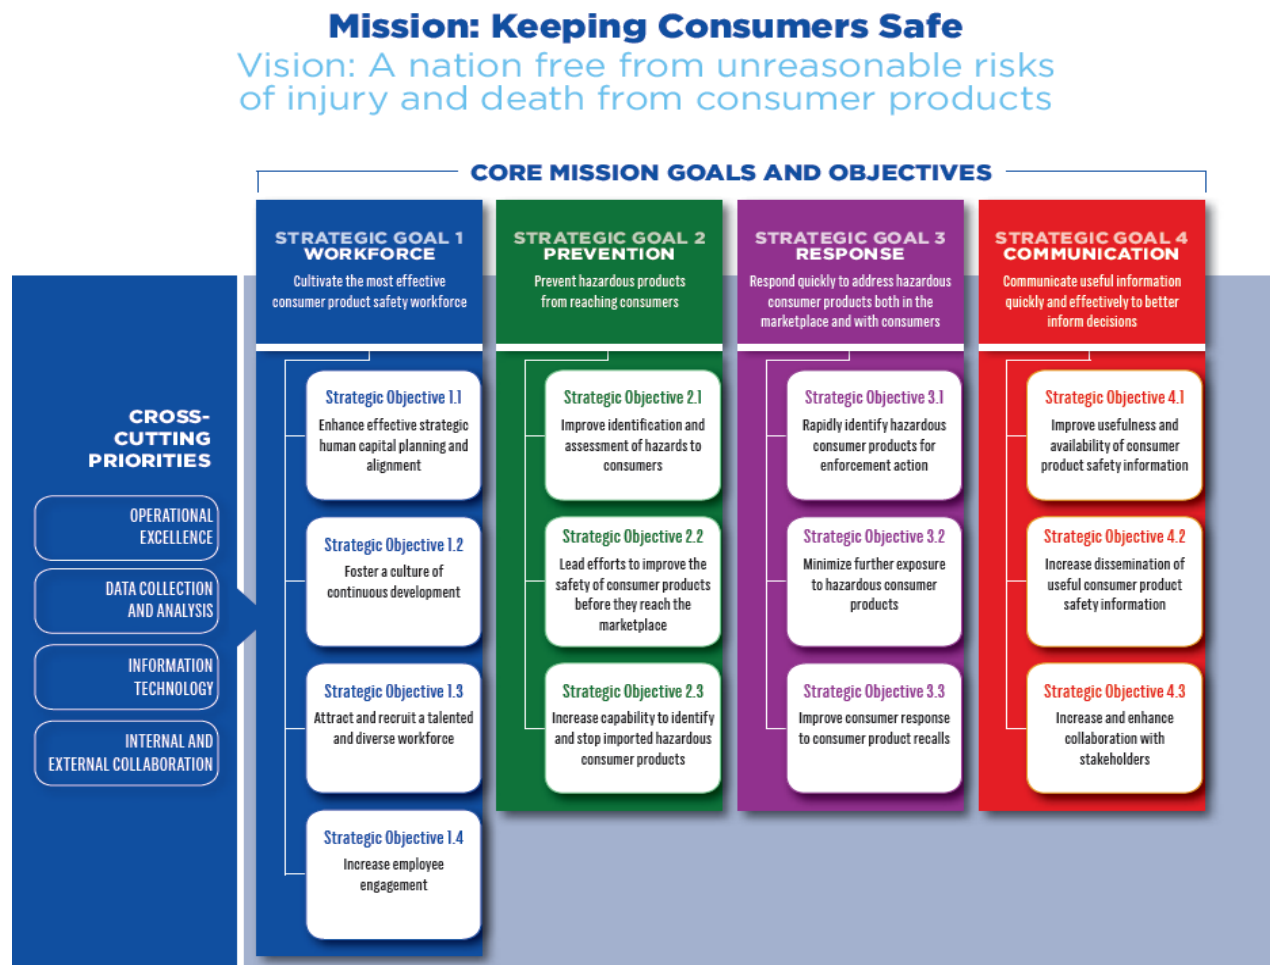 Mission: Keeping Consumers Safe
Vision: A nation free from unreasonable risks
of injury and death from consumer products
CORE MISSION GOALS AND OBJECTIVES
CROSS-
CUTTING
PRIORITIES
OPERATIONAL
EXCELLENCE
DATA COLLECTION
AND ANALYSIS
INFORMATION
TECHNOLOGY
INTERNAL AND
EXTERNAL COLLABORATION
STRATEGIC GOAL 1
WORKFORCE
Cultivate the most effective
consumer product safety workforce
Strategic Objective 1.1
Enhance effective strategic
human capital planning and
alignment
Strategic Objective 1.2
Foster a culture of
continuous development
Strategic Objective 1.3
Attract and recruit a talented
and diverse workforce
Strategic Objective 1.4
Increase employee
engagement
STRATEGIC GOAL 2
PREVENTION
Prevent hazardous products
from reaching consumers
Strategic Objective 2.1
Improve identification and
assessment of hazards to
consumers
Strategic Objective 2.2
Lead efforts to improve the
safety of consumer products
before they reach the
marketplace
Strategic Objective 2.3
Increase capability to identify
and stop imported hazardous
consumer products
STRATEGIC GOAL 3
RESPONSE
Respond quickly to address hazardous
consumer products both in the
marketplace and with consumers
Strategic Objective 3.1
Rapidly identify hazardous
consumer products for
enforcement action
Strategic Objective 3.2
Minimize further exposure
to hazardous consumer
products
Strategic Objective 3.3
Improve consumer response
to consumer product recalls
STRATEGIC GOAL 4
COMMUNICATION
Communicate useful information
quickly and effectively to better
inform decisions
Strategic Objective 4.1
Improve usefulness and
availability of consumer
product safety information
Strategic Objective 4.2
Increase dissemination of
useful consumer product
safety information
Strategic Objective 4.3
Increase and enhance
collaboration with
stakeholders